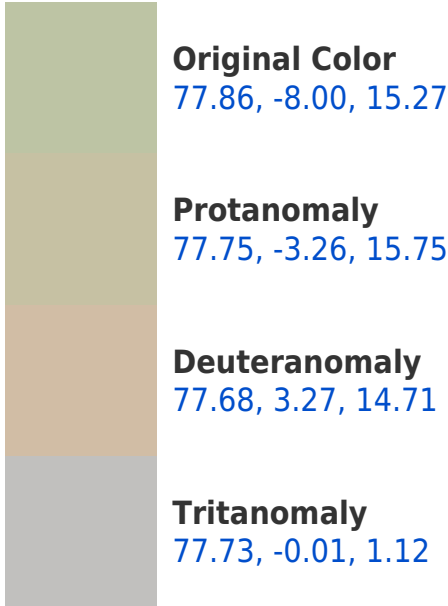 Original Color
77.86, -8.00, 15.27
Protanomaly
77.75, -3.26, 15.75
Deuteranomaly
77.68, 3.27, 14.71
Tritanomaly
77.73, -0.01, 1.12